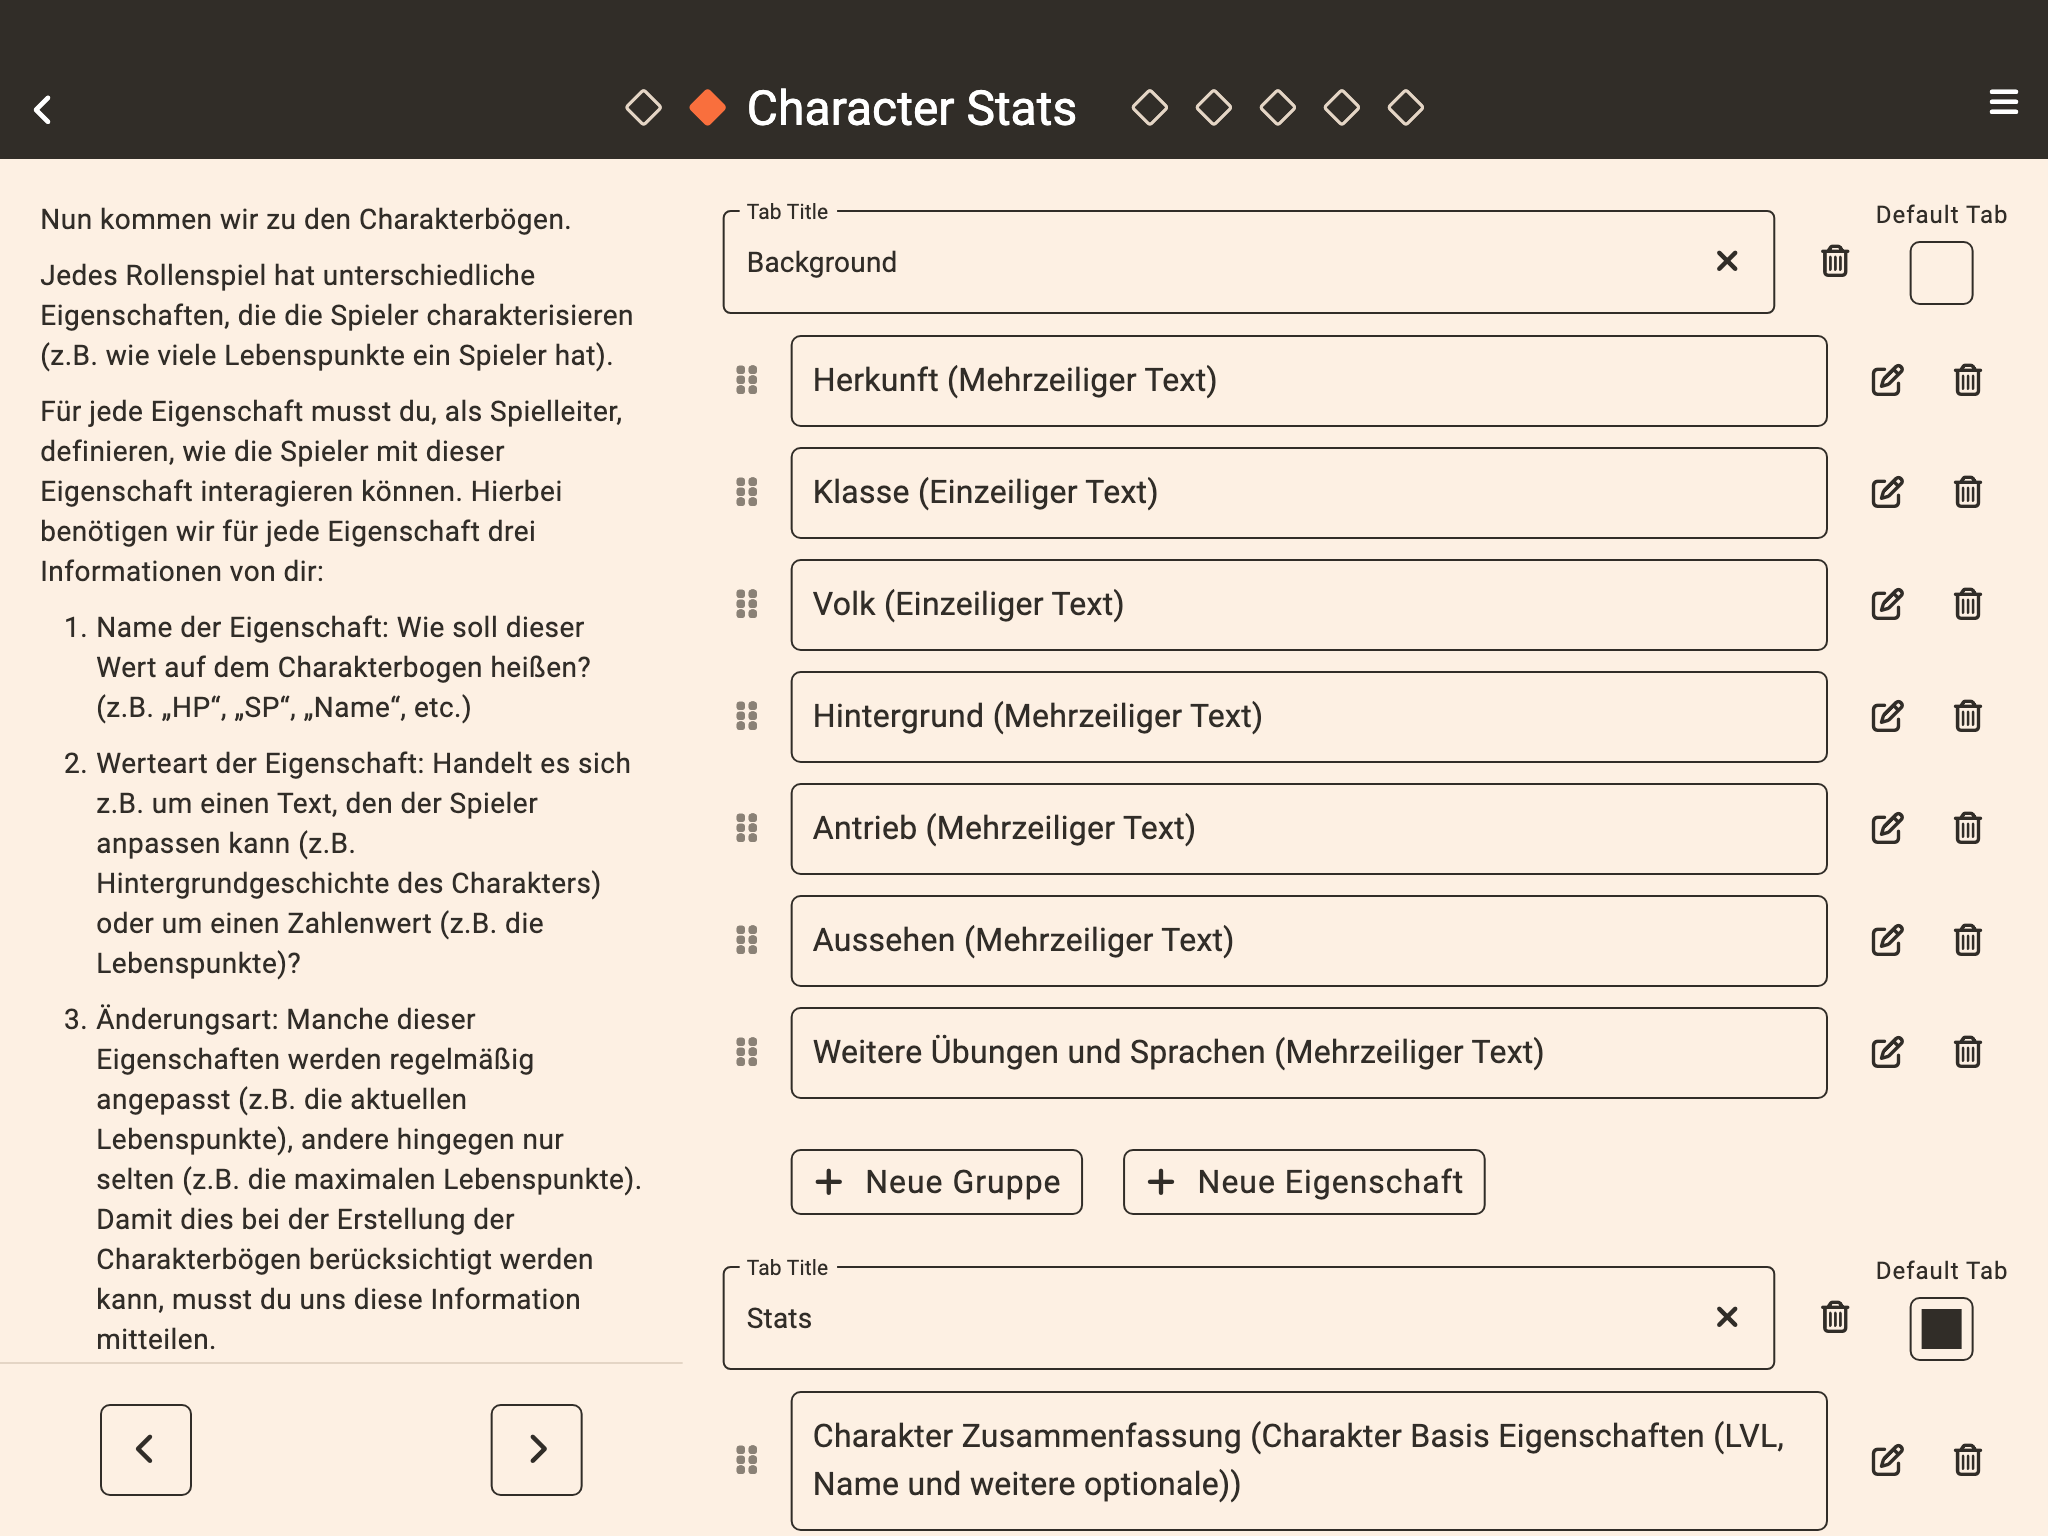 Character Stats
Nun kommen wir zu den Charakterbögen.
Jedes Rollenspiel hat unterschiedliche
Eigenschaften, die die Spieler charakterisieren
(z.B. wie viele Lebenspunkte ein Spieler hat).
Für jede Eigenschaft musst du, als Spielleiter,
definieren, wie die Spieler mit dieser
Eigenschaft interagieren können. Hierbei
benötigen wir für jede Eigenschaft drei
Informationen von dir:
1. Name der Eigenschaft: Wie soll dieser
Wert auf dem Charakterbogen heißen?
(z.B. „HP“, „SP“, „Name“, etc.)
2. Werteart der Eigenschaft: Handelt es sich
z.B. um einen Text, den der Spieler
anpassen kann (z.B.
Hintergrundgeschichte des Charakters)
oder um einen Zahlenwert (z.B. die
Lebenspunkte)?
3. Änderungsart: Manche dieser
Eigenschaften werden regelmäßig
angepasst (z.B. die aktuellen
Lebenspunkte), andere hingegen nur
selten (z.B. die maximalen Lebenspunkte).
Damit dies bei der Erstellung der
Charakterbögen berücksichtigt werden
kann, musst du uns diese Information
mitteilen.
Tab Title
Background
Default Tab
Herkunft (Mehrzeiliger Text)
Klasse (Einzeiliger Text)
Volk (Einzeiliger Text)
Hintergrund (Mehrzeiliger Text)
Antrieb (Mehrzeiliger Text)
Aussehen (Mehrzeiliger Text)
Weitere Übungen und Sprachen (Mehrzeiliger Text)
+ Neue Gruppe
+ Neue Eigenschaft
Tab Title
Stats
Default Tab
Charakter Zusammenfassung (Charakter Basis Eigenschaften (LVL,
Name und weitere optionale))